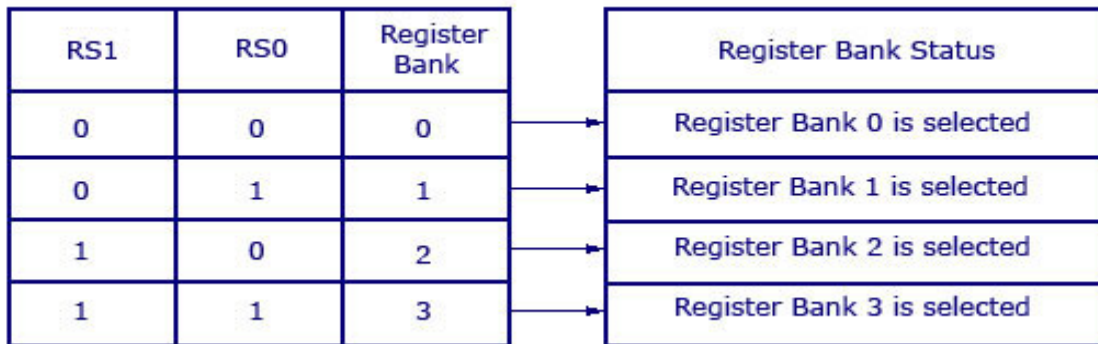 RS1 RS0 Register Bank Register Bank Status
0 0 0 Register Bank 0 is selected
0 1 1 Register Bank 1 is selected
1 0 2 Register Bank 2 is selected
1 1 3 Register Bank 3 is selected